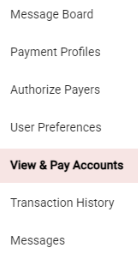 Message Board
Payment Profiles
Authorize Payers
User Preferences
View & Pay Accounts
Transaction History
Messages